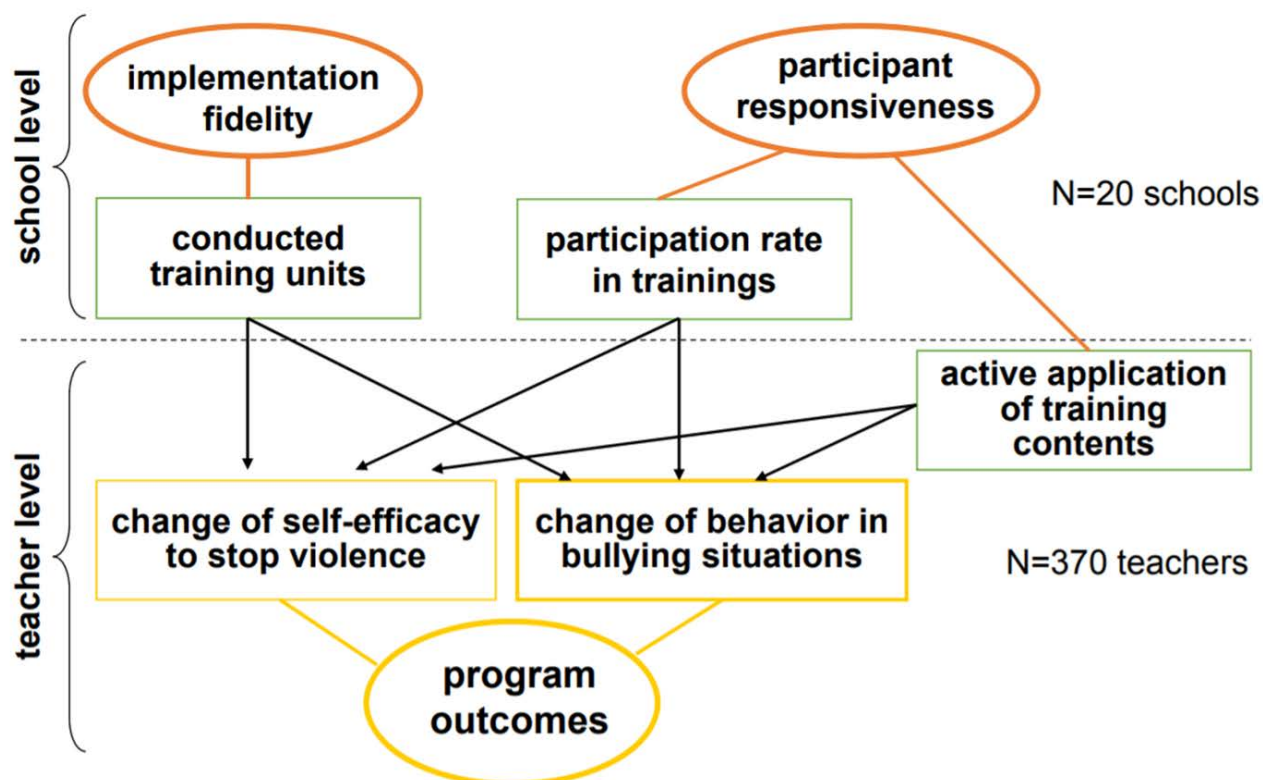 school level
implementation
fidelity
participant
responsiveness
N=20 schools
conducted
training units
participation rate
in trainings
teacher level
active application
of training
contents
change of self-efficacy
to stop violence
change of behavior in
bullying situations
N=370 teachers
program
outcomes